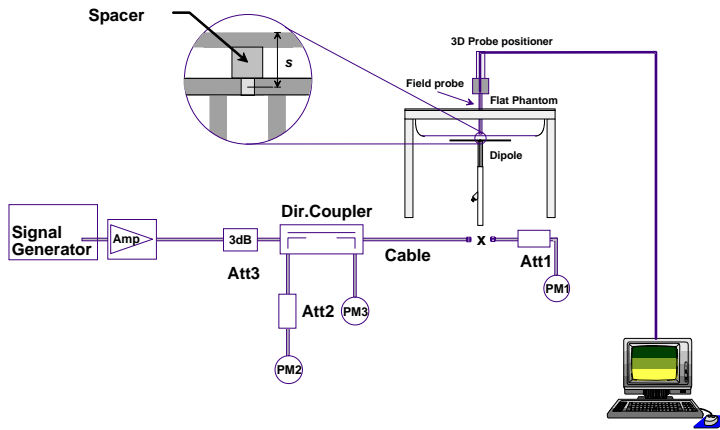 Spacer
s
3D Probe positioner
Field probe
Flat Phantom
Dipole
Signal
Generator
Amp
3dB
Att3
Dir.Coupler
Cable
x
Att1
PM1
Att2
PM3
PM2